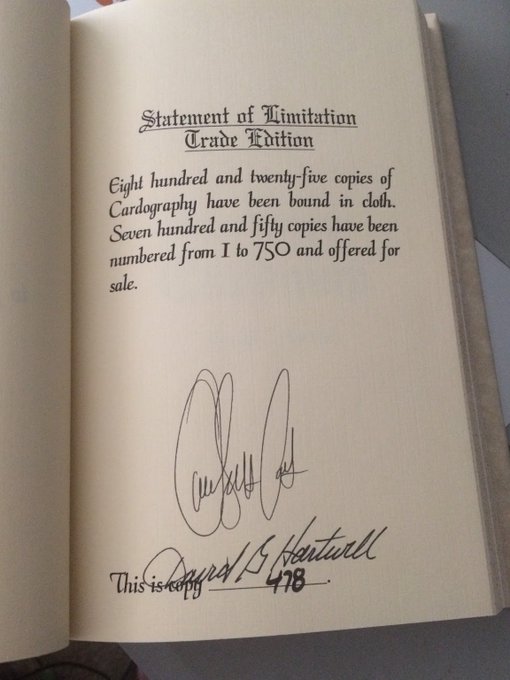 Statement of Limitation
Trade Edition
Eight hundred and twenty-five copies of
Cardography have been bound in cloth.
Seven hundred and fifty copies have been
numbered from 1 to 750 and offered for
sale.
David G Hartwell
This is copy 478.